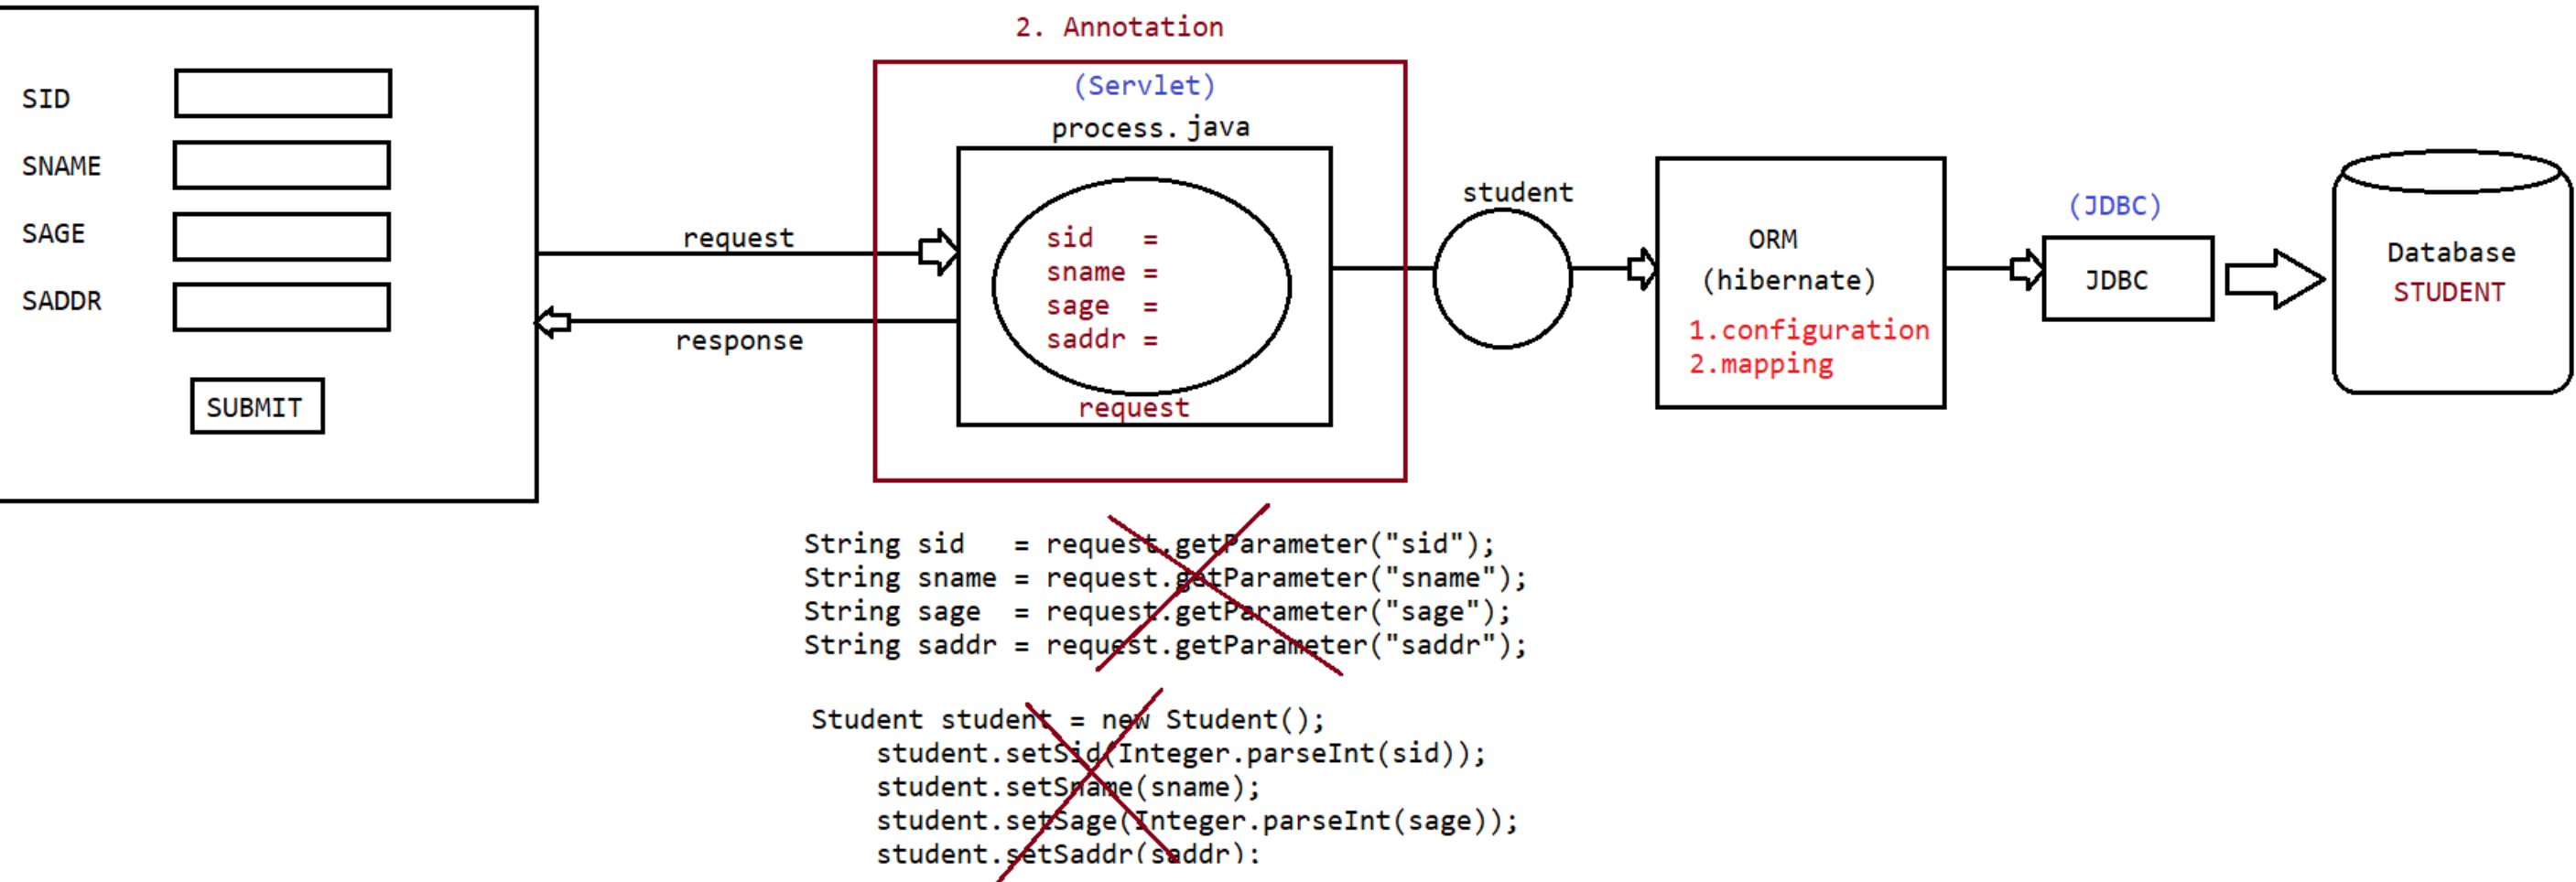 SID
SNAME
SAGE
SADDR
SUBMIT
request
response
2. Annotation
(Servlet)
process.java
sid   =
sname =
sage  =
saddr =
request
student
ORM
(hibernate)
1.configuration
2.mapping
(JDBC)
JDBC
Database
STUDENT
String sid   = request.getParameter("sid");
String sname = request.getParameter("sname");
String sage  = request.getParameter("sage");
String saddr = request.getParameter("saddr");
Student student = new Student();
student.setSid(Integer.parseInt(sid));
student.setSname(sname);
student.setSage(Integer.parseInt(sage));
student.setSaddr(saddr):